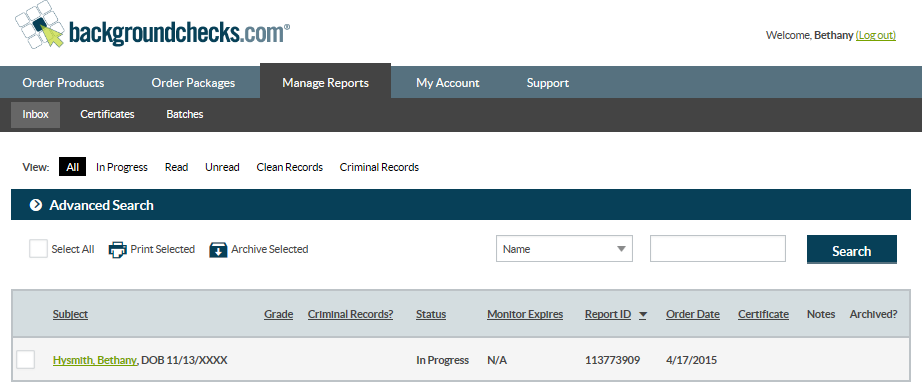 backgroundchecks.com®
Welcome, Bethany (Log out)
Order Products Order Packages Manage Reports My Account Support
Inbox Certificates Batches
View: All In Progress Read Unread Clean Records Criminal Records
Advanced Search
Select All Print Selected Archive Selected Name Search
Subject Grade Criminal Records? Status Monitor Expires Report ID Order Date Certificate Notes Archived?
Hysmith, Bethany, DOB 11/13/XXXX In Progress N/A 113773909 4/17/2015